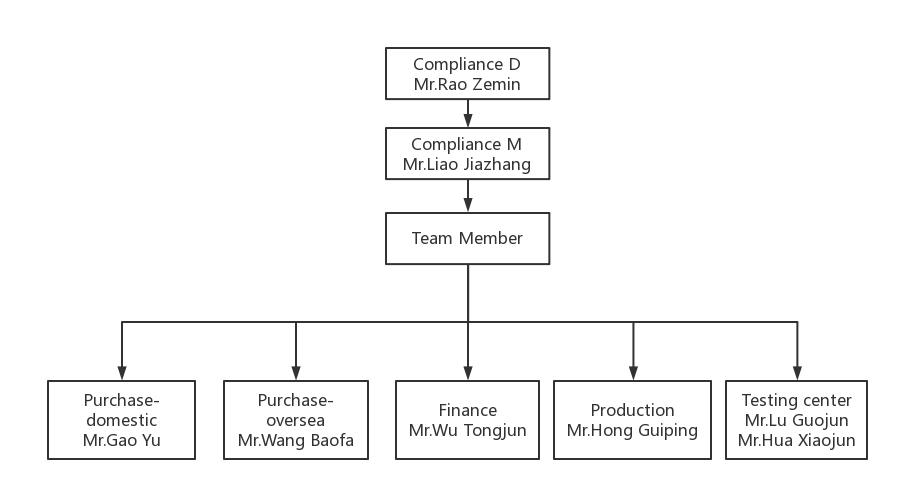 Compliance D
Mr.Rao Zemin
Compliance M
Mr.Liao Jiazhang
Team Member
Purchase-
domestic
Mr.Gao Yu
Purchase-
oversea
Mr.Wang Baofa
Finance
Mr.Wu Tongjun
Production
Mr.Hong Guiping
Testing center
Mr.Lu Guojun
Mr.Hua Xiaojun